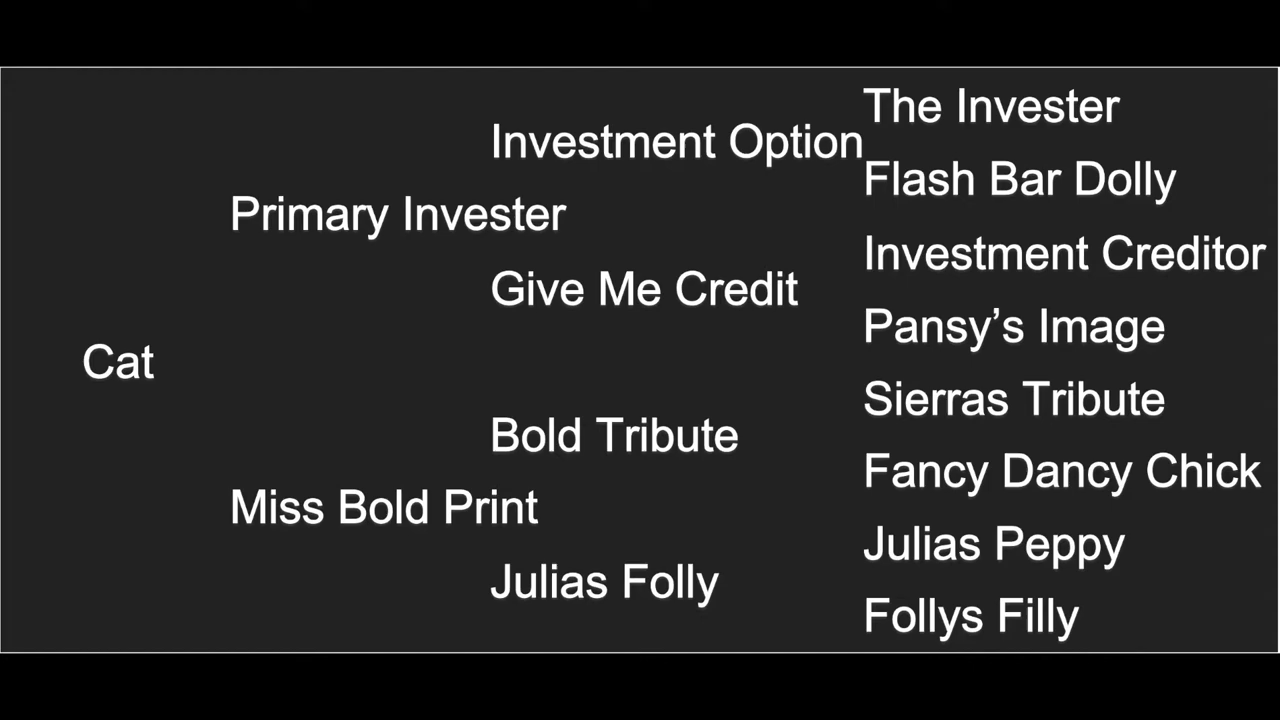 The Invester
Investment Option
Flash Bar Dolly
Primary Invester
Investment Creditor
Give Me Credit
Pansy’s Image
Cat
Sierras Tribute
Bold Tribute
Fancy Dancy Chick
Miss Bold Print
Julias Peppy
Julias Folly
Follys Filly